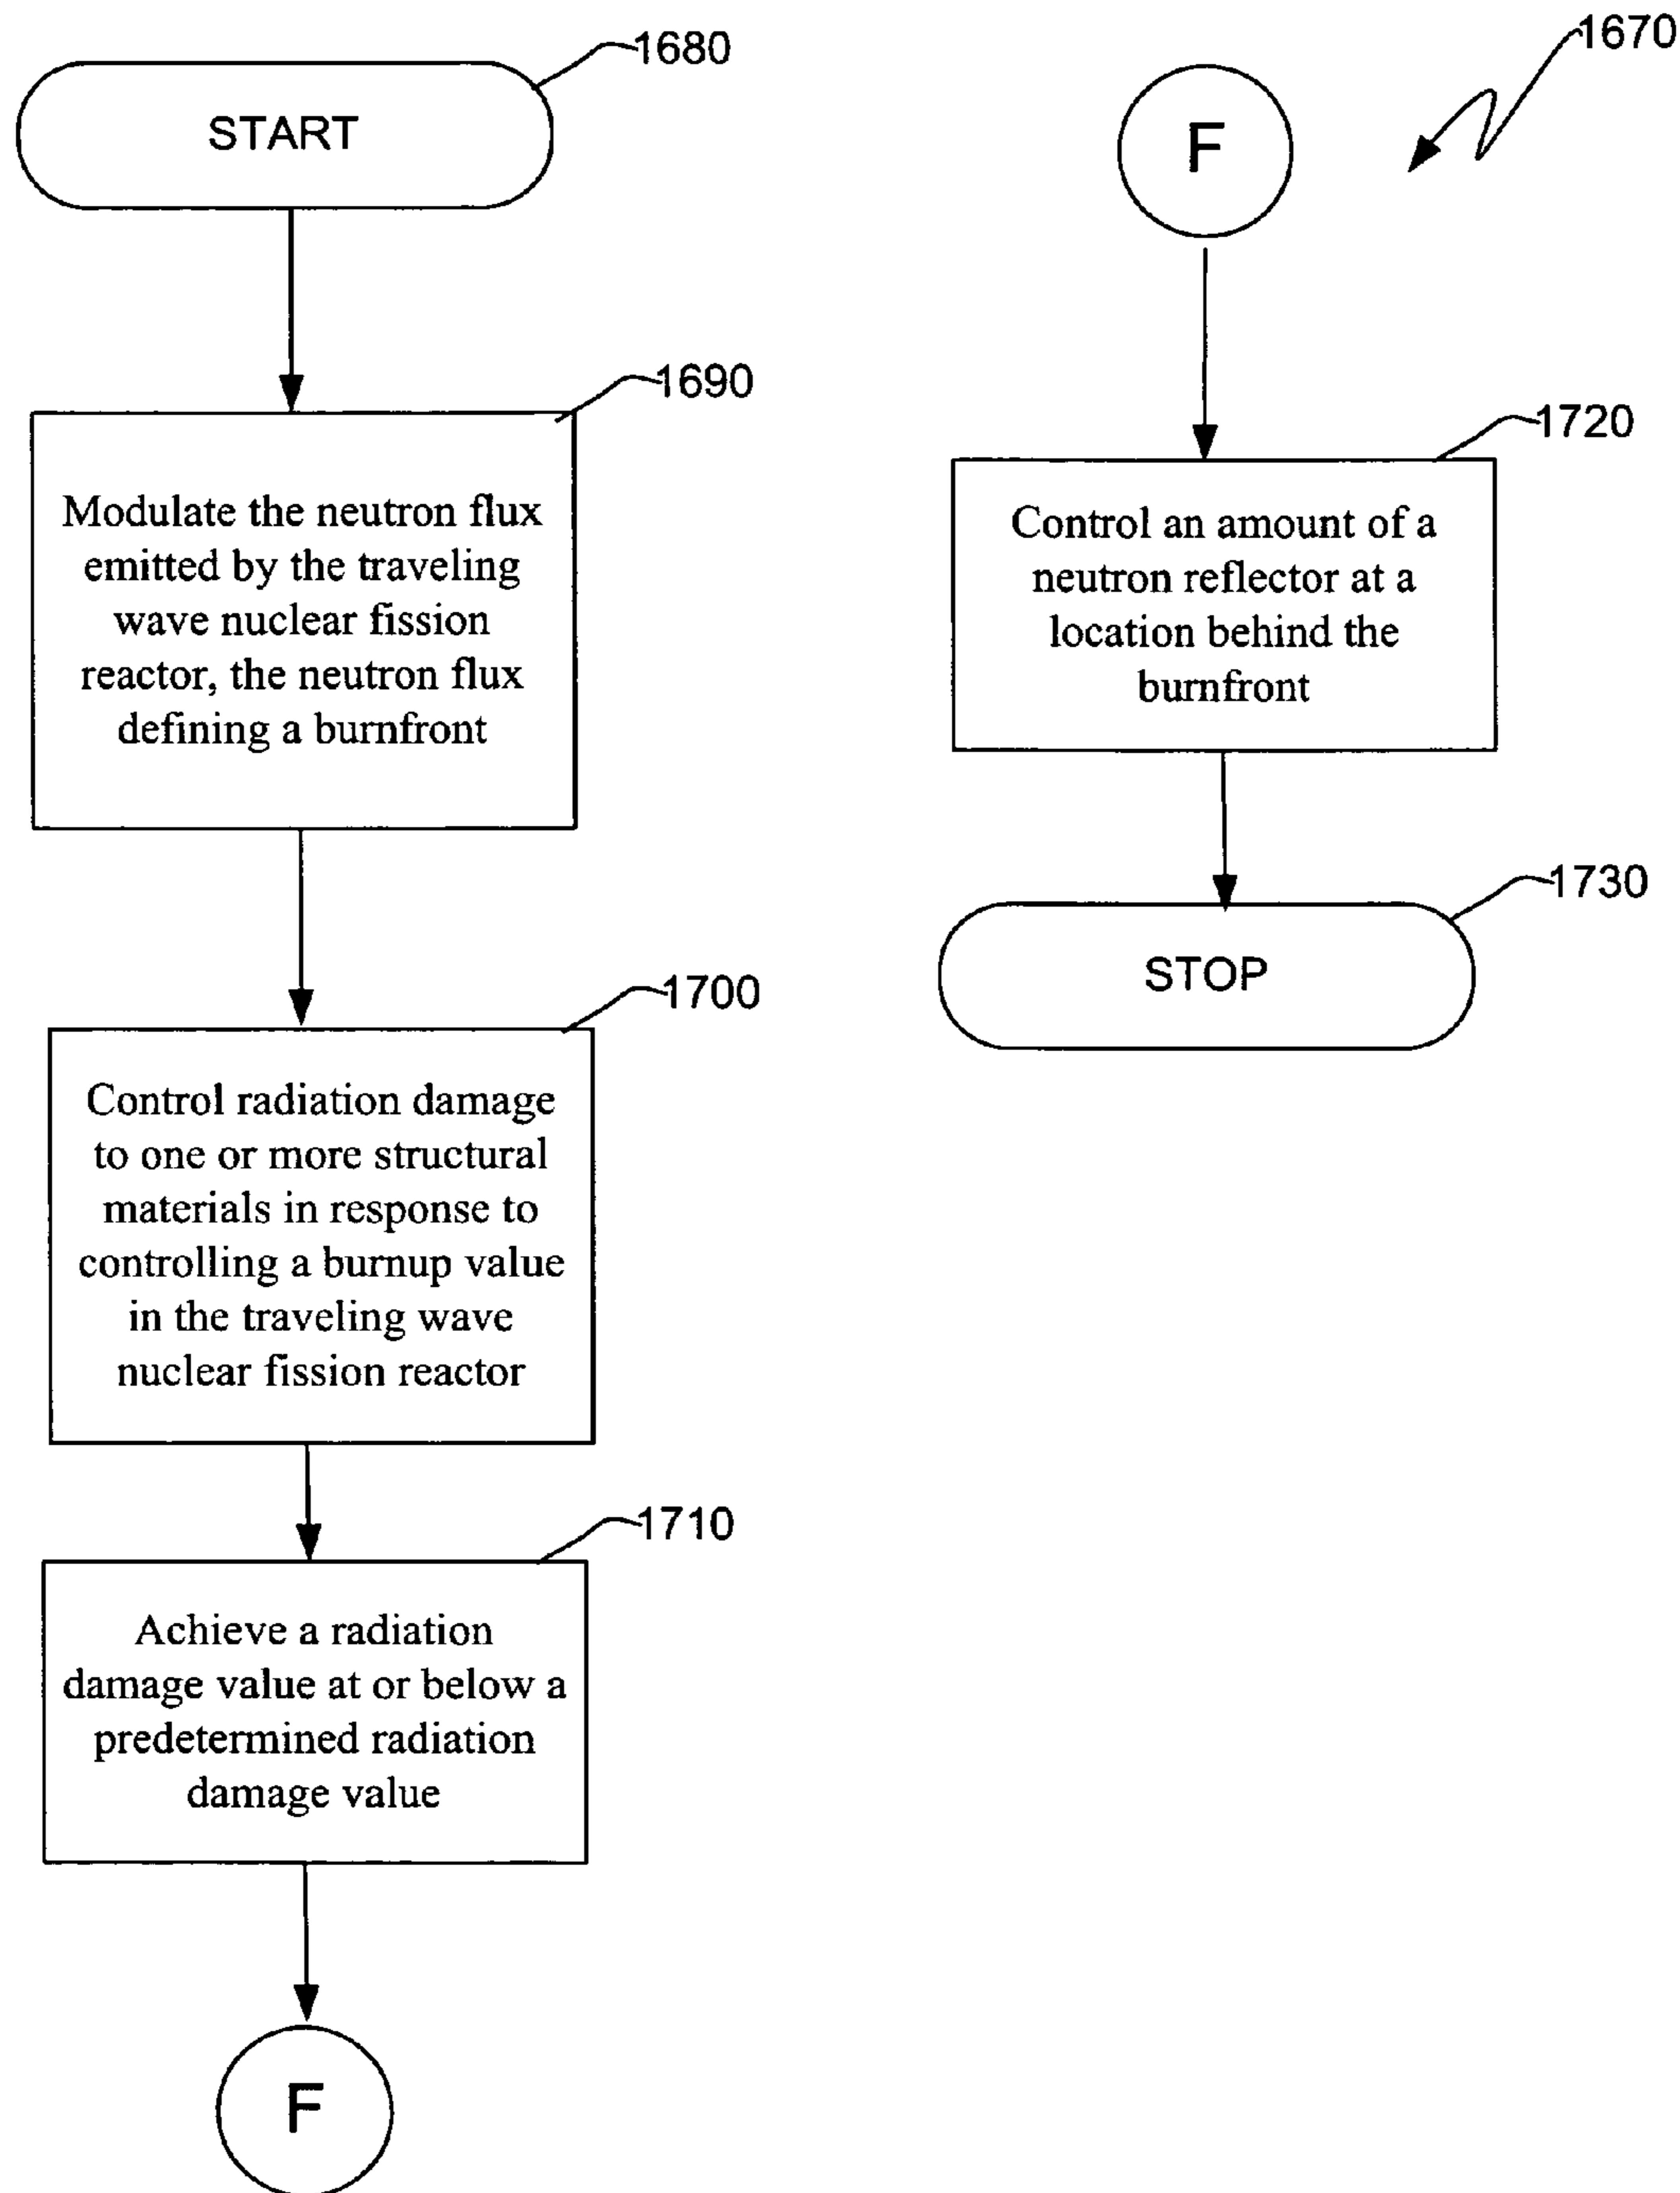 1680
START
1690
Modulate the neutron flux
emitted by the traveling
wave nuclear fission
reactor, the neutron flux
defining a burnfront
1700
Control radiation damage
to one or more structural
materials in response to
controlling a burnup value
in the traveling wave
nuclear fission reactor
1710
Achieve a radiation
damage value at or below a
predetermined radiation
damage value
F
1670
F
1720
Control an amount of a
neutron reflector at a
location behind the
burnfront
1730
STOP